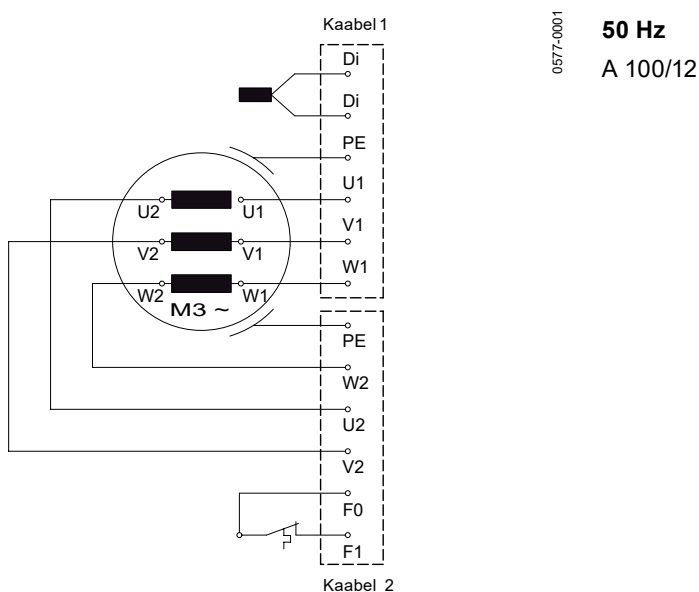 Kaabel 1
0577-0001
50 Hz
A 100/12
Di
Di
PE
U1
V1
W1
U2 U1
V2 V1
W2 W1
M3 ~
PE
W2
U2
V2
F0
F1
Kaabel 2